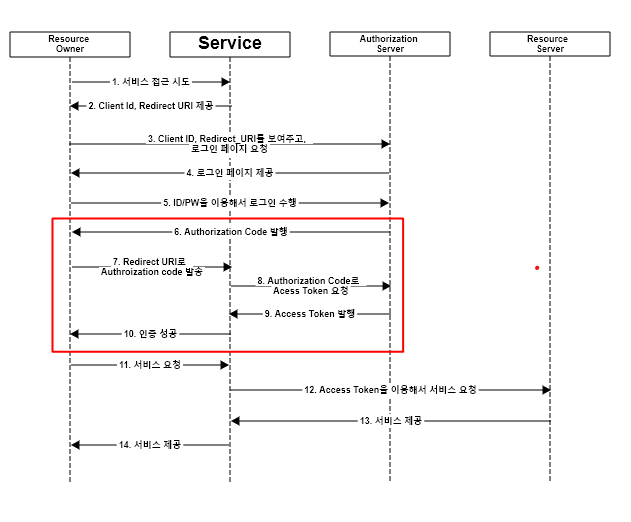 Resource
Owner
Service
Authorization
Server
Resource
Server
1. 서비스 접근 시도
2. Client Id, Redirect URI 제공
3. Client ID, Redirect_URI를 보여주고,
로그인 페이지 요청
4. 로그인 페이지 제공
5. ID/PW을 이용해서 로그인 수행
6. Authorization Code 발행
7. Redirect URI로
Authroization code 발송
8. Authorization Code로
Acess Token 요청
9. Access Token 발행
10. 인증 성공
11. 서비스 요청
12. Access Token을 이용해서 서비스 요청
13. 서비스 제공
14. 서비스 제공